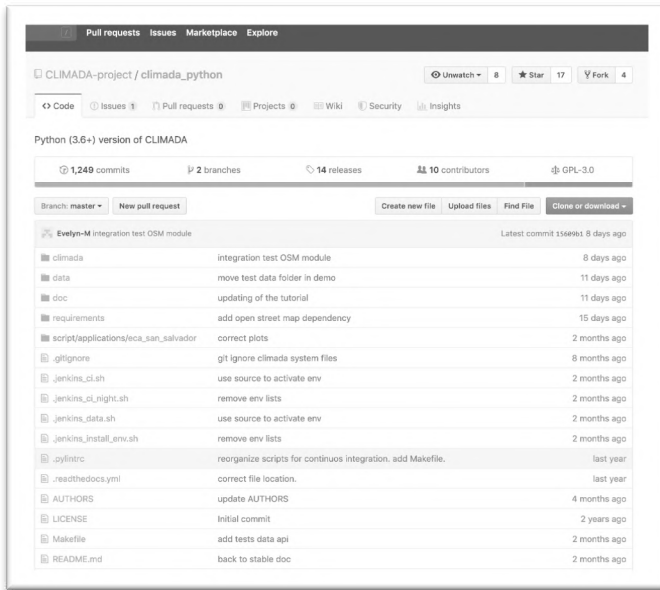 Pull requests Issues Marketplace Explore
CLIMADA-project / climada_python
Unwatch 8 Star 17 Fork 4
Code Issues 1 Pull requests 0 Projects 0 Wiki Security Insights
Python (3.6+) version of CLIMADA
1,249 commits 2 branches 14 releases 10 contributors GPL-3.0
Branch: master New pull request Create new file Upload files Find File Clone or download
Evelyn-M integration test OSM module Latest commit 1560961 8 days ago
climada integration test OSM module 8 days ago
data move test data folder in demo 11 days ago
doc updating of the tutorial 11 days ago
requirements add open street map dependency 15 days ago
script/applications/eca_san_salvador correct plots 2 months ago
.gitignore git ignore climada system files 8 months ago
.jenkins_ci.sh use source to activate env 2 months ago
.jenkins_ci_night.sh remove env lists 2 months ago
.jenkins_data.sh use source to activate env 2 months ago
.jenkins_install_env.sh remove env lists 2 months ago
.pylintrc reorganize scripts for continuos integration. add Makefile. last year
.readthedocs.yml correct file location. last year
AUTHORS update AUTHORS 4 months ago
LICENSE Initial commit 2 years ago
Makefile add tests data api 2 months ago
README.md back to stable doc 2 months ago